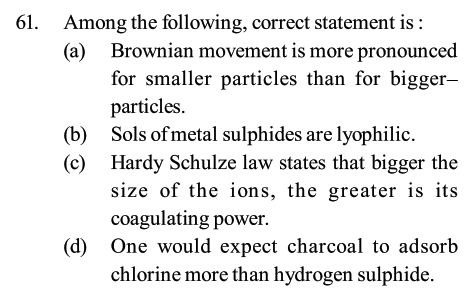 61. Among the following, correct statement is :
(a) Brownian movement is more pronounced
for smaller particles than for bigger–
particles.
(b) Sols of metal sulphides are lyophilic.
(c) Hardy Schulze law states that bigger the
size of the ions, the greater is its
coagulating power.
(d) One would expect charcoal to adsorb
chlorine more than hydrogen sulphide.